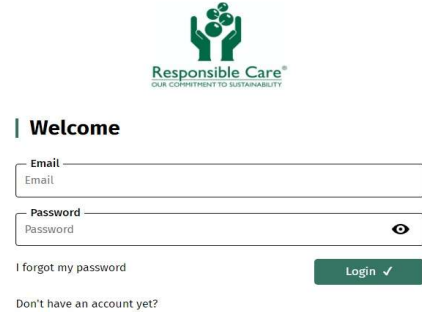 Responsible Care®
OUR COMMITMENT TO SUSTAINABILITY
Welcome
Email
Email
Password
Password
I forgot my password
Login ✓
Don't have an account yet?